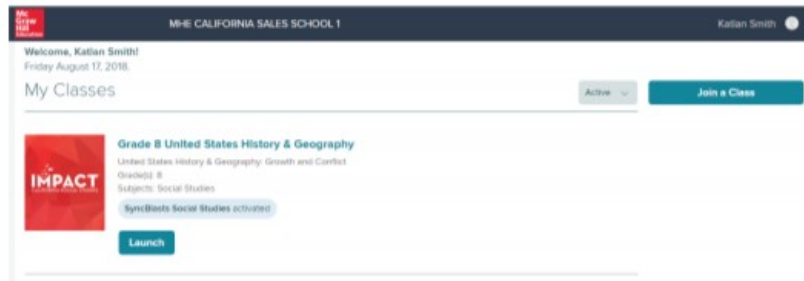 Mc
Graw
Hill
Education
MHE CALIFORNIA SALES SCHOOL 1
Katlan Smith
Welcome, Katlan Smith!
Friday August 17, 2018.
My Classes
Active
Join a Class
Grade 8 United States History & Geography
United States History & Geography: Growth and Conflict
Grade(s): 8
Subjects: Social Studies
IMPACT
SyncBlasts Social Studies activated
Launch